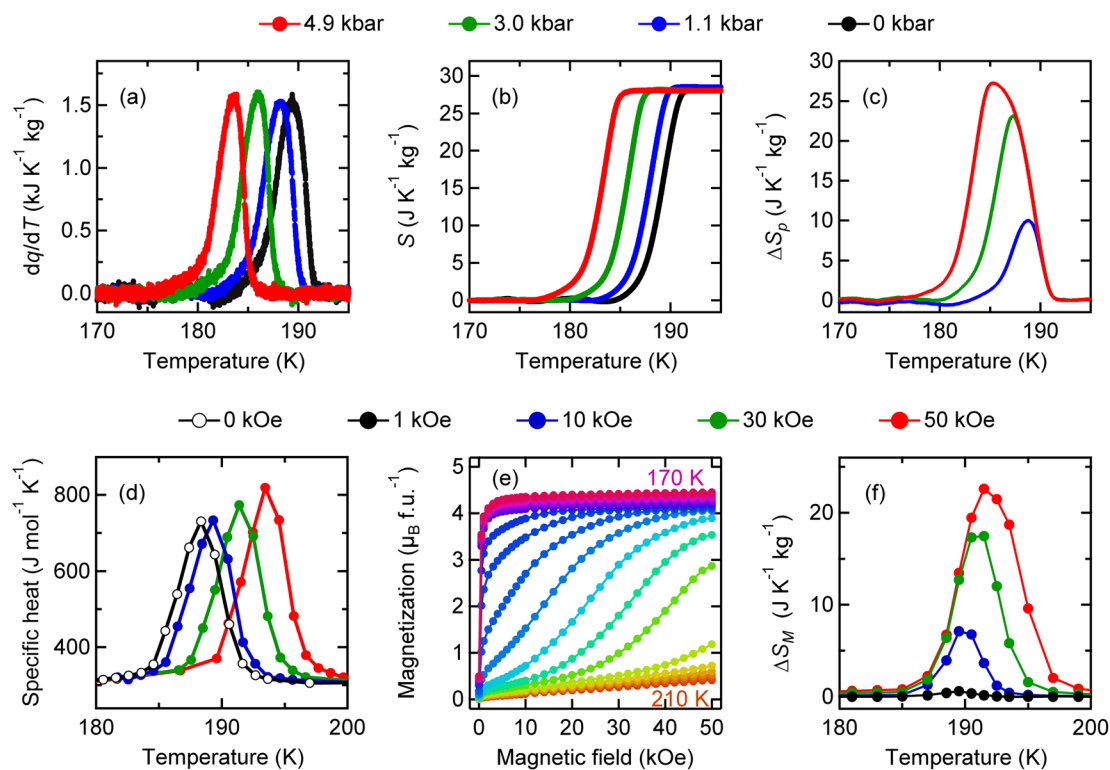 4.9 kbar 3.0 kbar 1.1 kbar 0 kbar
(a)
dq/dT (kJ K⁻¹ kg⁻¹)
1.5
1.0
0.5
0.0
170 180 190
Temperature (K)
(b)
S (J K⁻¹ kg⁻¹)
30
25
20
15
10
5
0
170 180 190
Temperature (K)
(c)
ΔSₚ (J K⁻¹ kg⁻¹)
30
25
20
15
10
5
0
170 180 190
Temperature (K)
0 kOe 1 kOe 10 kOe 30 kOe 50 kOe
(d)
Specific heat (J mol⁻¹ K⁻¹)
800
600
400
180 190 200
Temperature (K)
(e)
170 K
Magnetization (μ_B f.u.⁻¹)
5
4
3
2
1
0
210 K
0 10 20 30 40 50
Magnetic field (kOe)
(f)
ΔS_M (J K⁻¹ kg⁻¹)
20
10
0
180 190 200
Temperature (K)